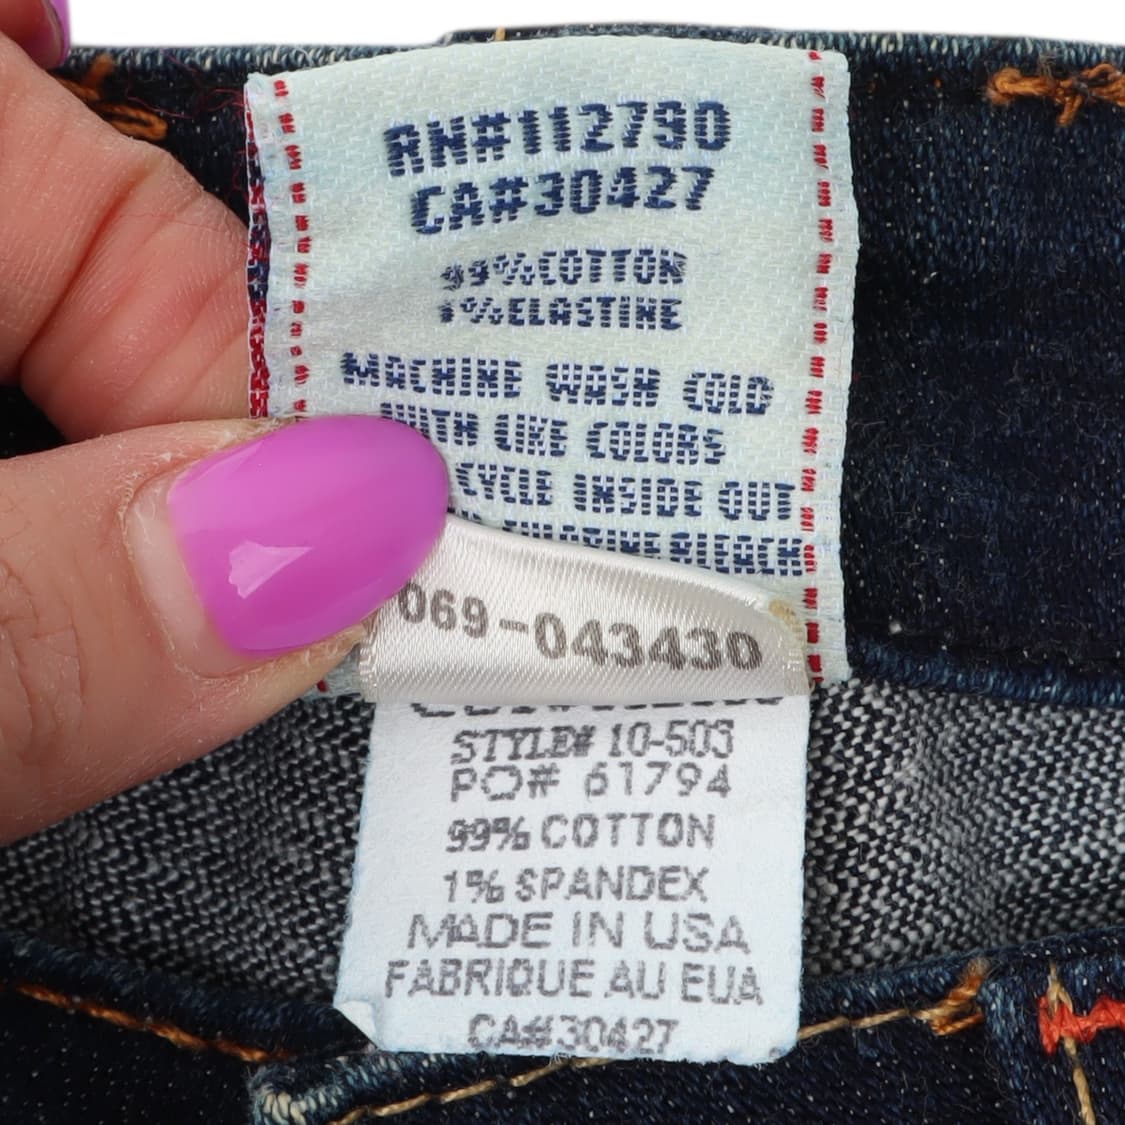 RN#112790
CA#30427
99%COTTON
1%ELASTINE
MACHINE WASH COLD
WITH LIKE COLORS
CYCLE INSIDE OUT
BLEACH
069-043430
STYLE# 10-503
PO# 61794
99% COTTON
1% SPANDEX
MADE IN USA
FABRIQUE AU EUA
CA#30427